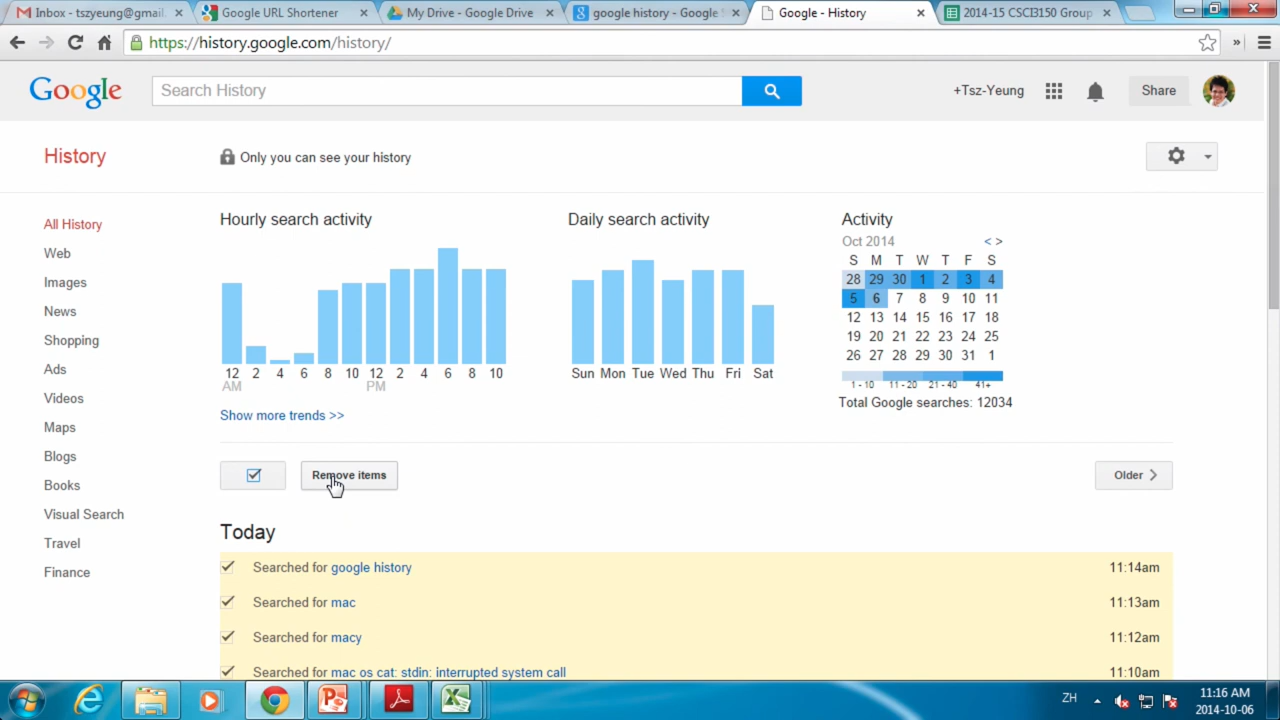 Inbox - tszyeung@gmail.
Google URL Shortener
My Drive - Google Drive
google history - Google
Google - History
2014-15 CSCI3150 Group
https://history.google.com/history/
Google
Search History
+Tsz-Yeung
Share
History
Only you can see your history
All History
Web
Images
News
Shopping
Ads
Videos
Maps
Blogs
Books
Visual Search
Travel
Finance
Hourly search activity
12 2 4 6 8 10 12 2 4 6 8 10
AM PM
Show more trends >>
Daily search activity
Sun Mon Tue Wed Thu Fri Sat
Activity
Oct 2014 < >
S M T W T F S
28 29 30 1 2 3 4
5 6 7 8 9 10 11
12 13 14 15 16 17 18
19 20 21 22 23 24 25
26 27 28 29 30 31 1
1 - 10 11 - 20 21 - 40 41+
Total Google searches: 12034
Remove items
Older
Today
Searched for google history 11:14am
Searched for mac 11:13am
Searched for macy 11:12am
Searched for mac os cat: stdin: interrupted system call 11:10am
ZH
11:16 AM
2014-10-06